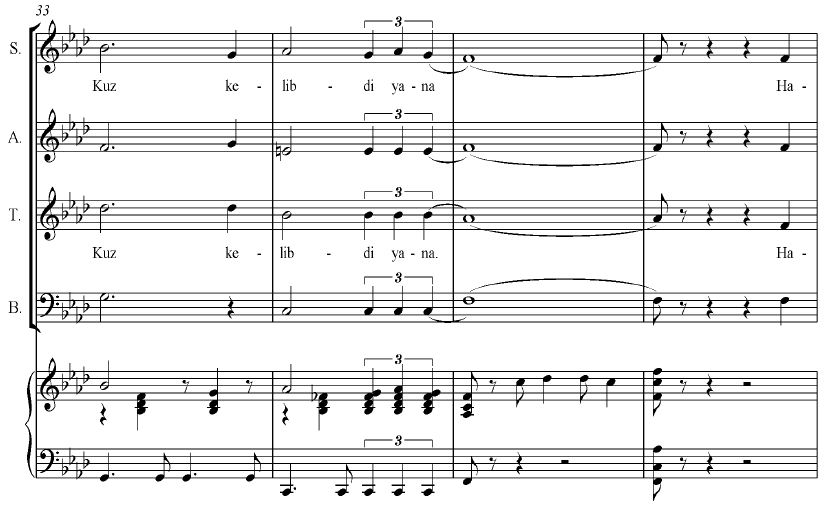 33
S.
3
Kuz ke - lib - di ya - na Ha -
A.
3
T.
3
Kuz ke - lib - di ya - na. Ha -
B.
3
3
3